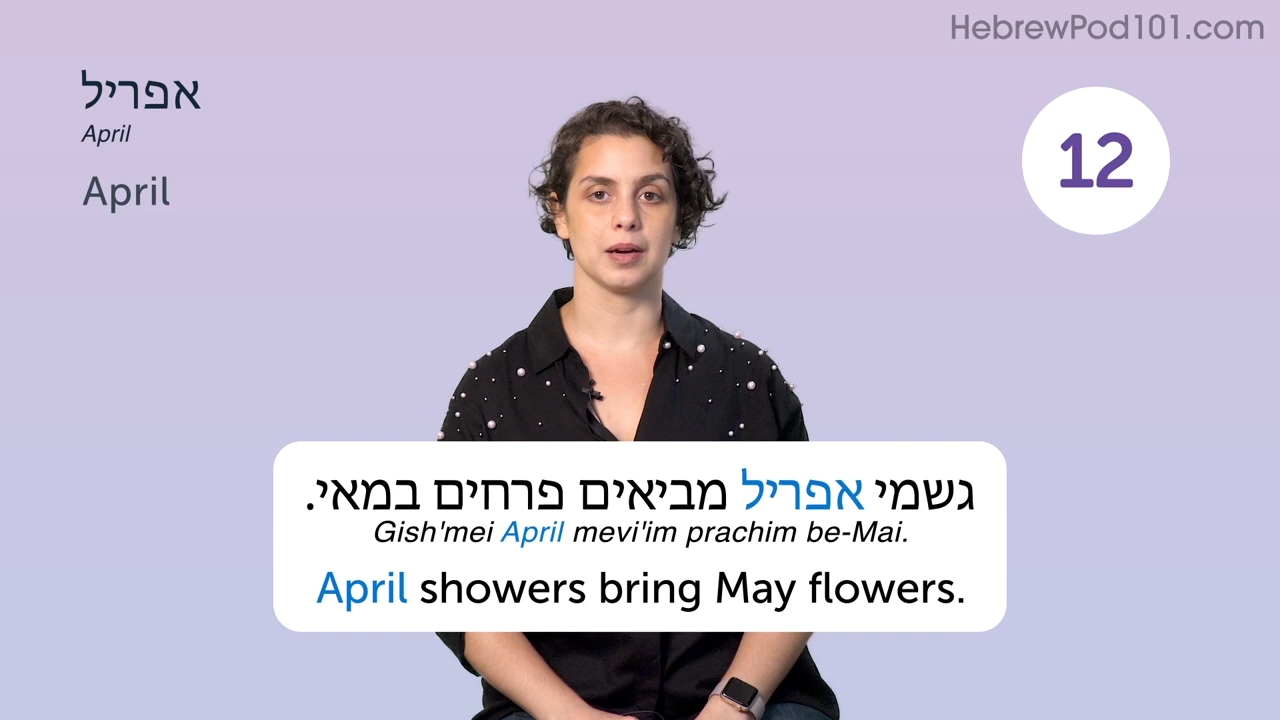 HebrewPod101.com
אפריל
April
April
12
גשמי אפריל מביאים פרחים במאי.
Gish'mei April mevi'im prachim be-Mai.
April showers bring May flowers.